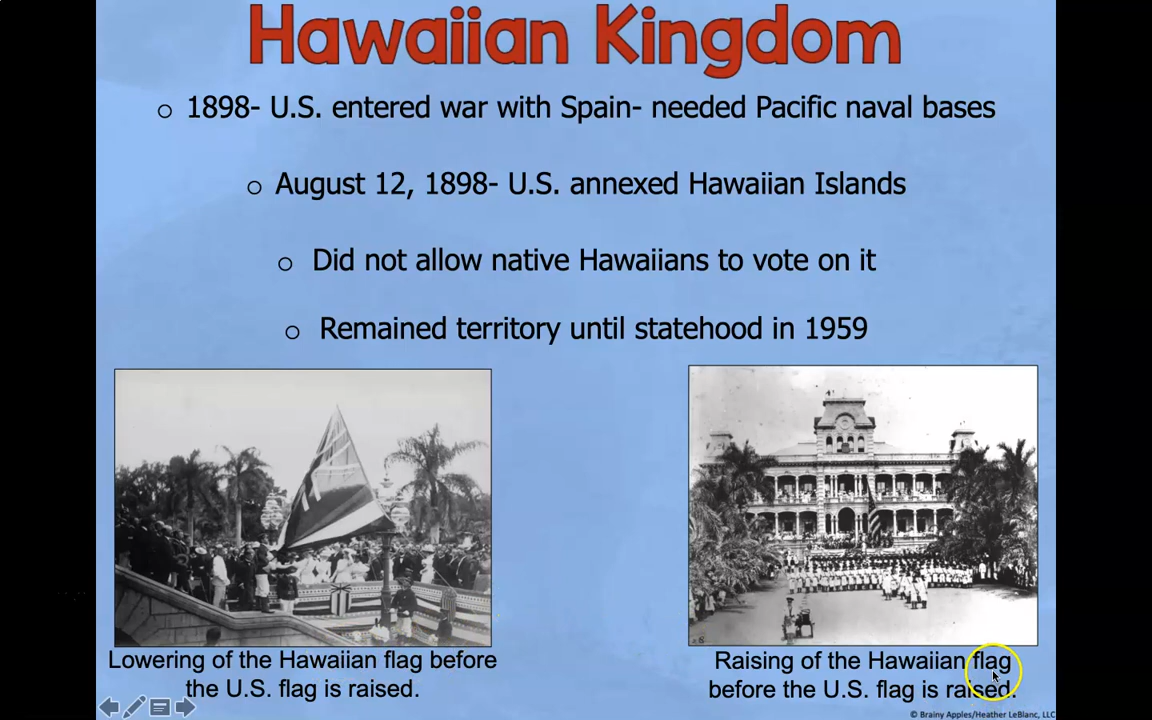 Hawaiian Kingdom
o 1898- U.S. entered war with Spain- needed Pacific naval bases
o August 12, 1898- U.S. annexed Hawaiian Islands
o Did not allow native Hawaiians to vote on it
o Remained territory until statehood in 1959
Lowering of the Hawaiian flag before
the U.S. flag is raised.
Raising of the Hawaiian flag
before the U.S. flag is raised.
© Brainy Apples/Heather LeBlanc, LLC